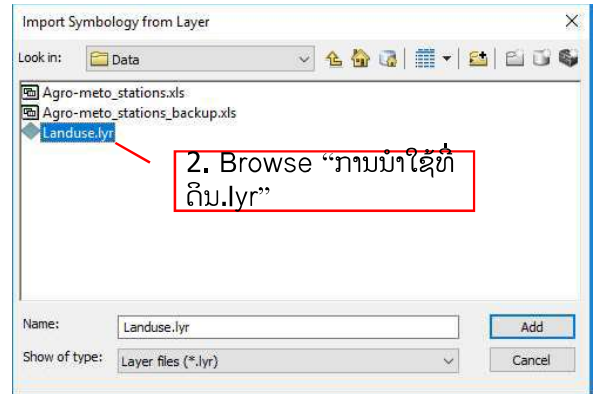 Import Symbology from Layer
Look in: Data
Agro-meto_stations.xls
Agro-meto_stations_backup.xls
Landuse.lyr
2. Browse “ການນຳໃຊ້ທີ່
ດິນ.lyr”
Name: Landuse.lyr Add
Show of type: Layer files (*.lyr) Cancel